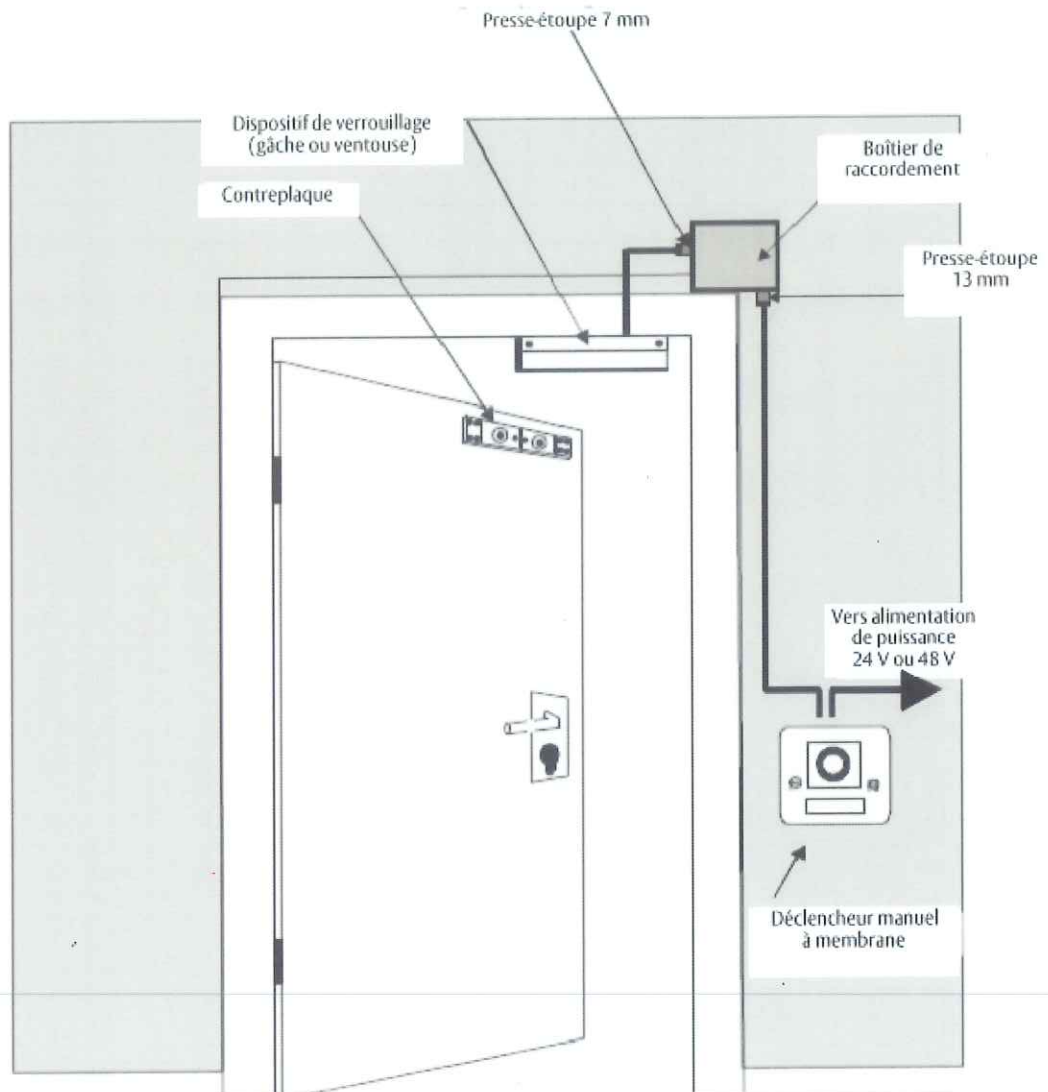 Presse-étoupe 7 mm
Dispositif de verrouillage
(gâche ou ventouse)
Contreplaque
Boîtier de
raccordement
Presse-étoupe
13 mm
Vers alimentation
de puissance
24 V ou 48 V
Déclencheur manuel
à membrane